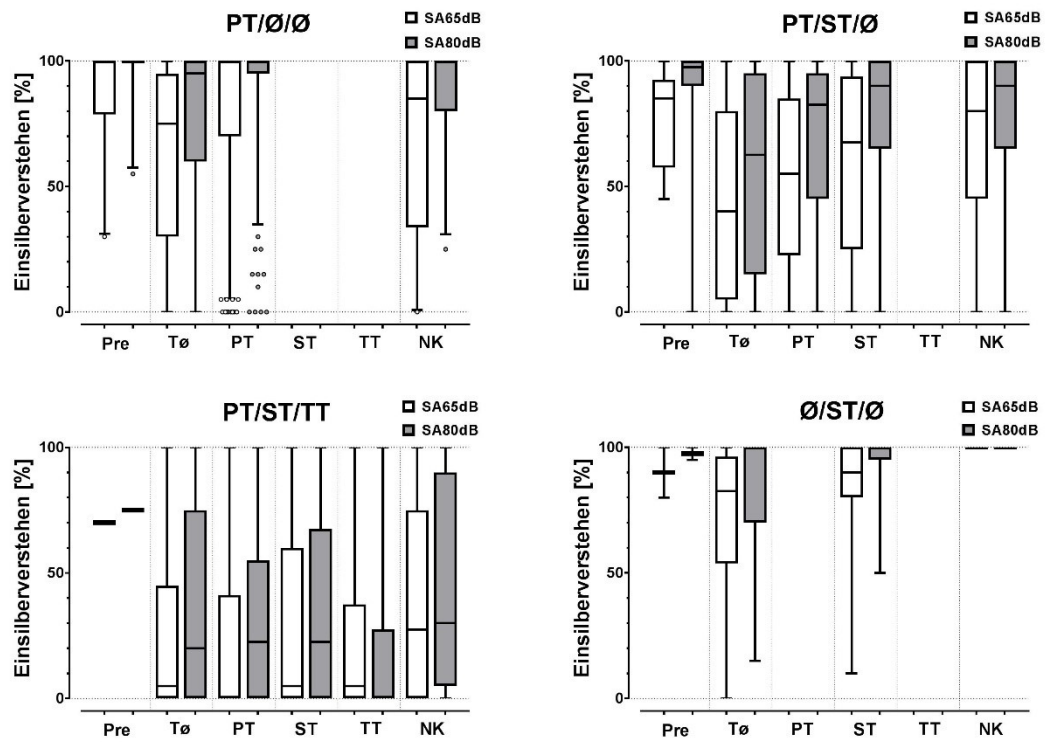 PT/Ø/Ø
SA65dB
SA80dB
Einsilberverstehen [%]
100
50
0
Pre Tø PT ST TT NK
PT/ST/Ø
SA65dB
SA80dB
Einsilberverstehen [%]
100
50
0
Pre Tø PT ST TT NK
PT/ST/TT
SA65dB
SA80dB
Einsilberverstehen [%]
100
50
0
Pre Tø PT ST TT NK
Ø/ST/Ø
SA65dB
SA80dB
Einsilberverstehen [%]
100
50
0
Pre Tø PT ST TT NK